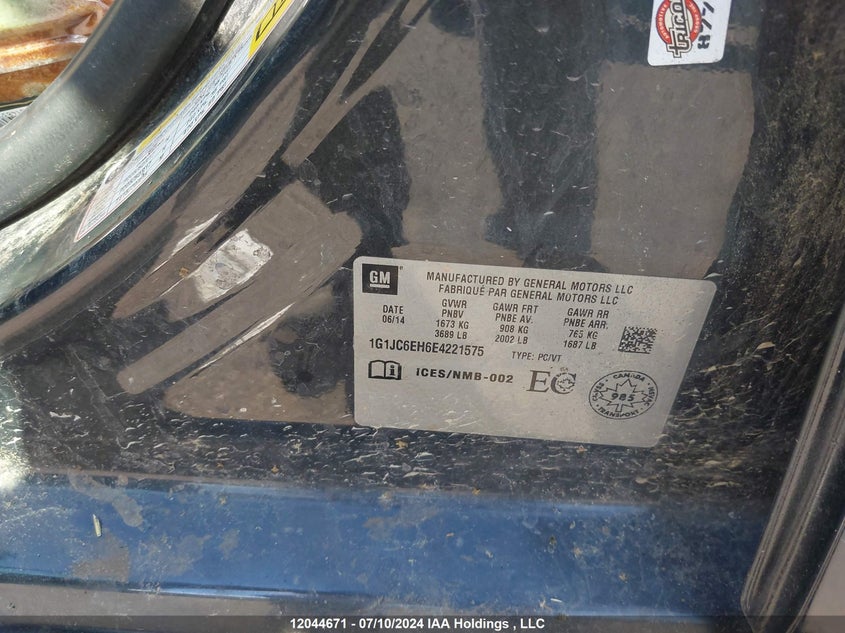 tpicar
877
GM
MANUFACTURED BY GENERAL MOTORS LLC
FABRIQUÉ PAR GENERAL MOTORS LLC
DATE
06/14
GVWR
PNBV
1673 KG
3689 LB
GAWR FRT
PNBE AV.
908 KG
2002 LB
GAWR RR
PNBE ARR.
765 KG
1687 LB
1G1JC6EH6E4221575
TYPE: PC/VT
ICES/NMB-002
EC
CANADA
985
TRANSPORT
12044671 - 07/10/2024 IAA Holdings , LLC